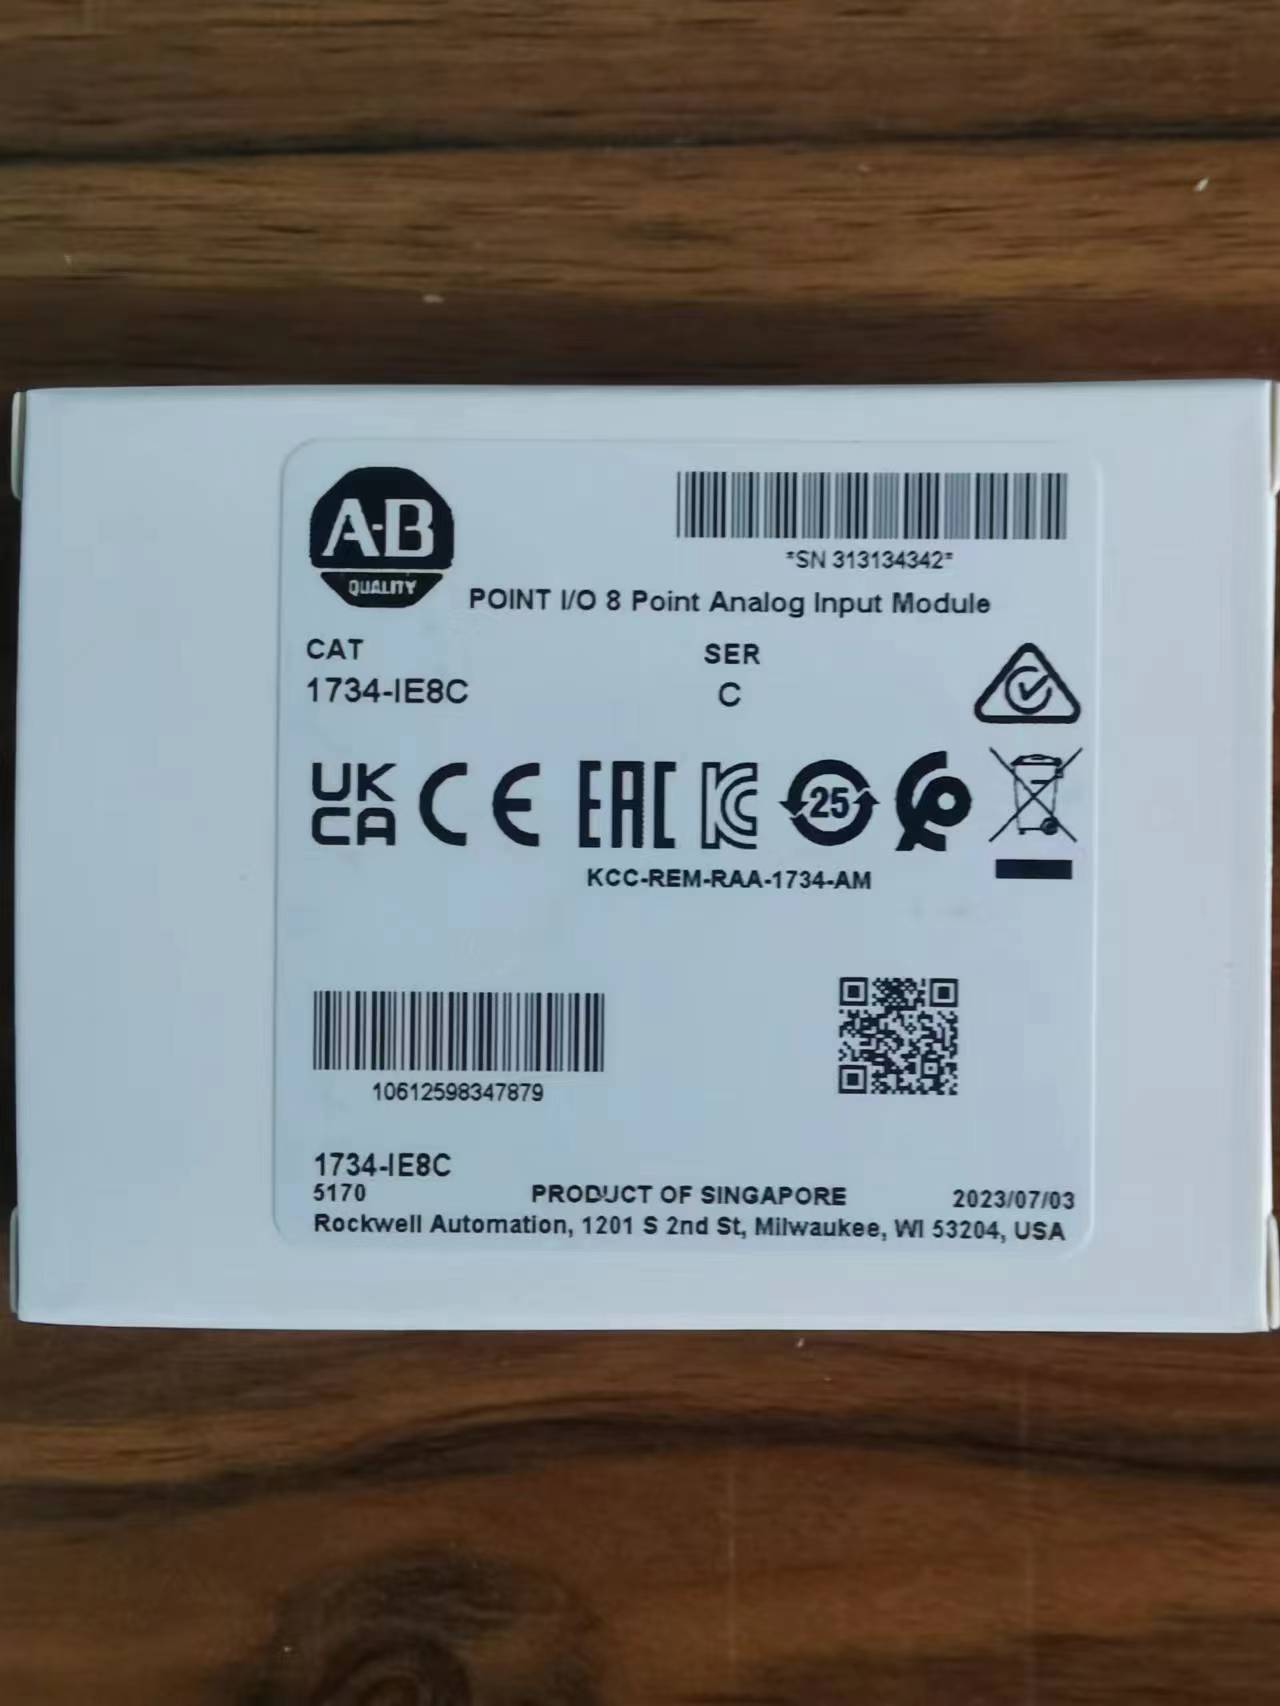 A-B
QUALITY
*SN 313134342*
POINT I/O 8 Point Analog Input Module
CAT
1734-IE8C
SER
C
UK
CA
CE
EAC
KC
25
KCC-REM-RAA-1734-AM
10612598347879
1734-IE8C
5170
PRODUCT OF SINGAPORE
2023/07/03
Rockwell Automation, 1201 S 2nd St, Milwaukee, WI 53204, USA